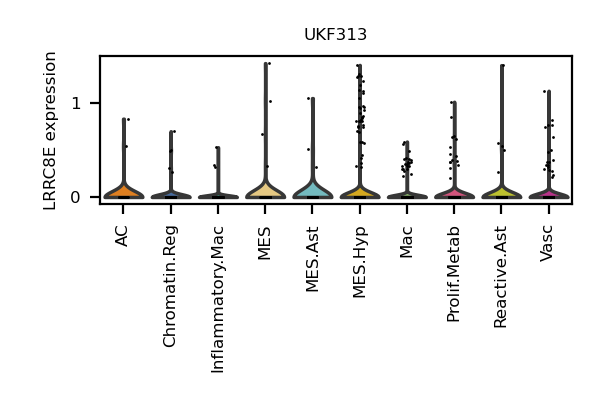 UKF313
LRRC8E expression
1
0
AC
Chromatin.Reg
Inflammatory.Mac
MES
MES.Ast
MES.Hyp
Mac
Prolif.Metab
Reactive.Ast
Vasc